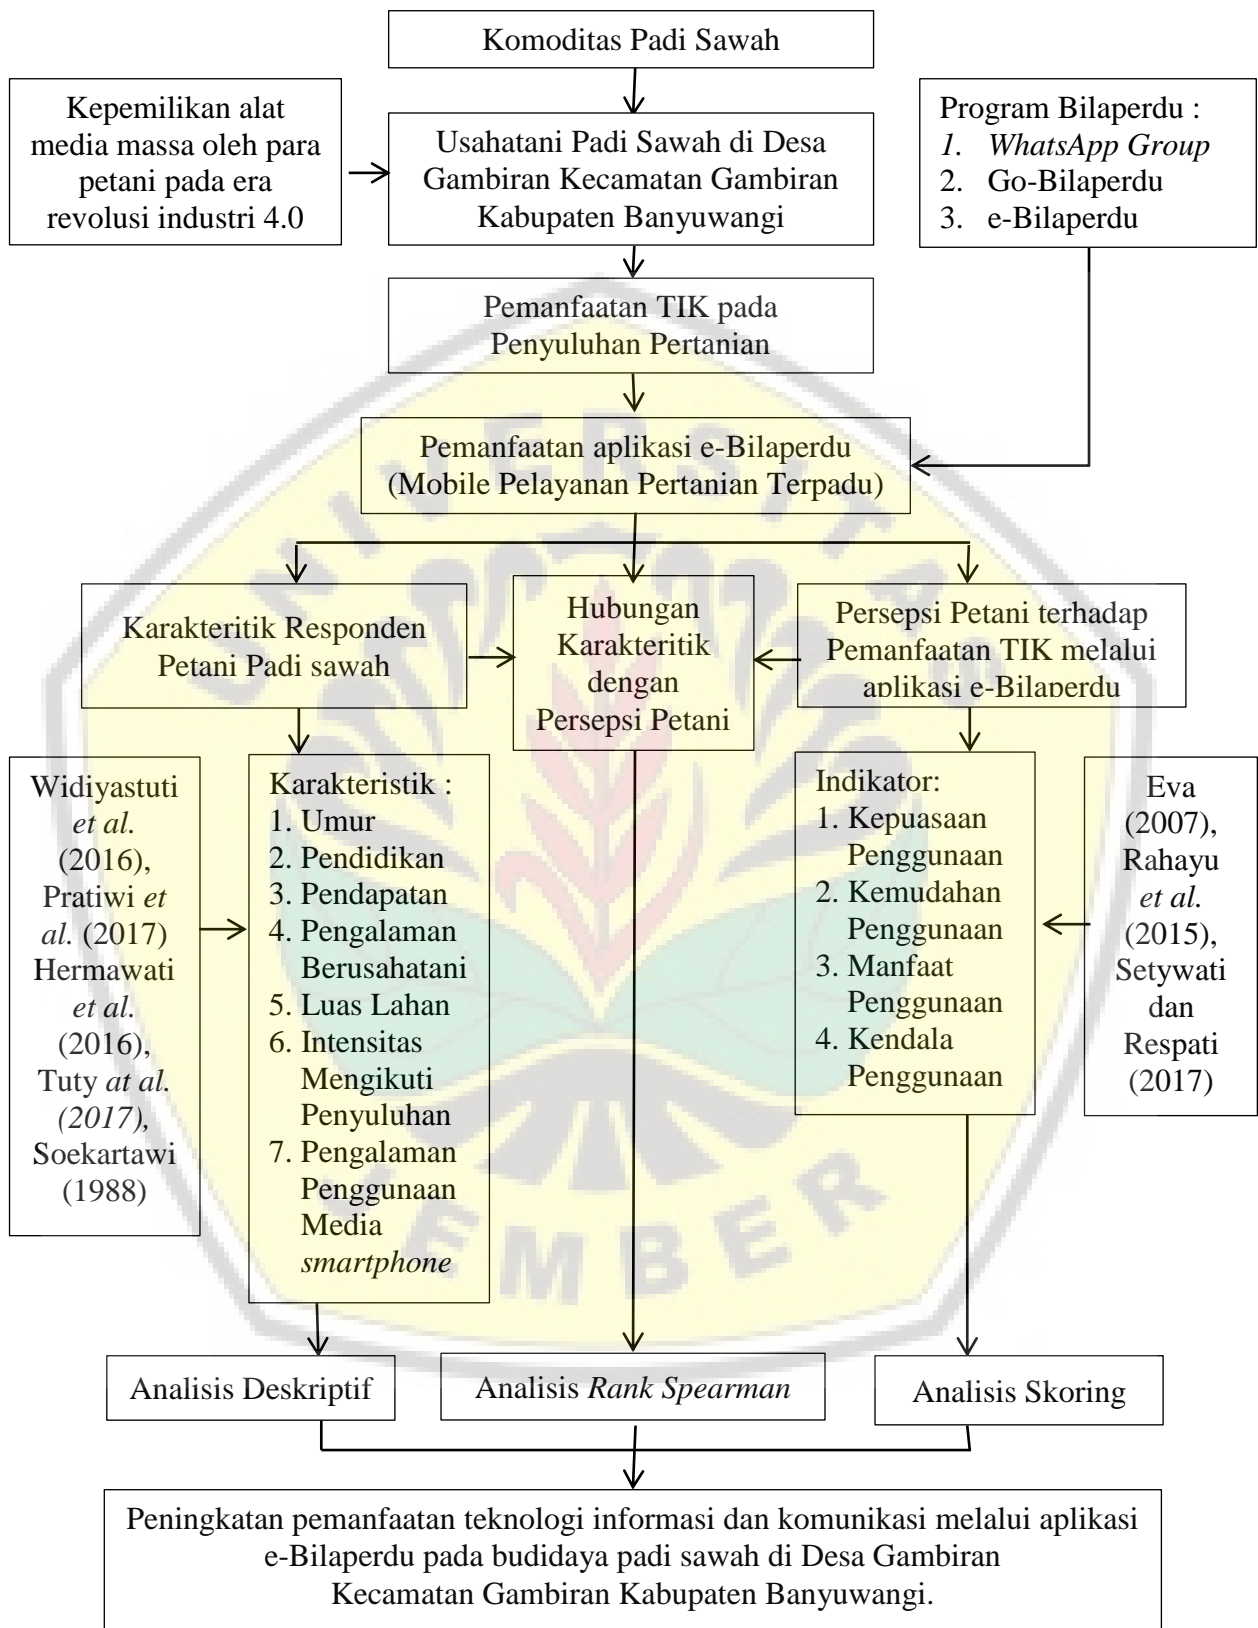 Komoditas Padi Sawah
Kepemilikan alat
media massa oleh para
petani pada era
revolusi industri 4.0
Usahatani Padi Sawah di Desa
Gambiran Kecamatan Gambiran
Kabupaten Banyuwangi
Program Bilaperdu :
1. WhatsApp Group
2. Go-Bilaperdu
3. e-Bilaperdu
Pemanfaatan TIK pada
Penyuluhan Pertanian
Pemanfaatan aplikasi e-Bilaperdu
(Mobile Pelayanan Pertanian Terpadu)
Karakteritik Responden
Petani Padi sawah
Hubungan
Karakteritik
dengan
Persepsi Petani
Persepsi Petani terhadap
Pemanfaatan TIK melalui
aplikasi e-Bilaperdu
Widiyastuti
et al.
(2016),
Pratiwi et
al. (2017)
Hermawati
et al.
(2016),
Tuty at al.
(2017),
Soekartawi
(1988)
Karakteristik :
1. Umur
2. Pendidikan
3. Pendapatan
4. Pengalaman
Berusahatani
5. Luas Lahan
6. Intensitas
Mengikuti
Penyuluhan
7. Pengalaman
Penggunaan
Media
smartphone
Indikator:
1. Kepuasaan
Penggunaan
2. Kemudahan
Penggunaan
3. Manfaat
Penggunaan
4. Kendala
Penggunaan
Eva
(2007),
Rahayu
et al.
(2015),
Setywati
dan
Respati
(2017)
Analisis Deskriptif
Analisis Rank Spearman
Analisis Skoring
Peningkatan pemanfaatan teknologi informasi dan komunikasi melalui aplikasi
e-Bilaperdu pada budidaya padi sawah di Desa Gambiran
Kecamatan Gambiran Kabupaten Banyuwangi.
UNIVERSITAS
JEMBER